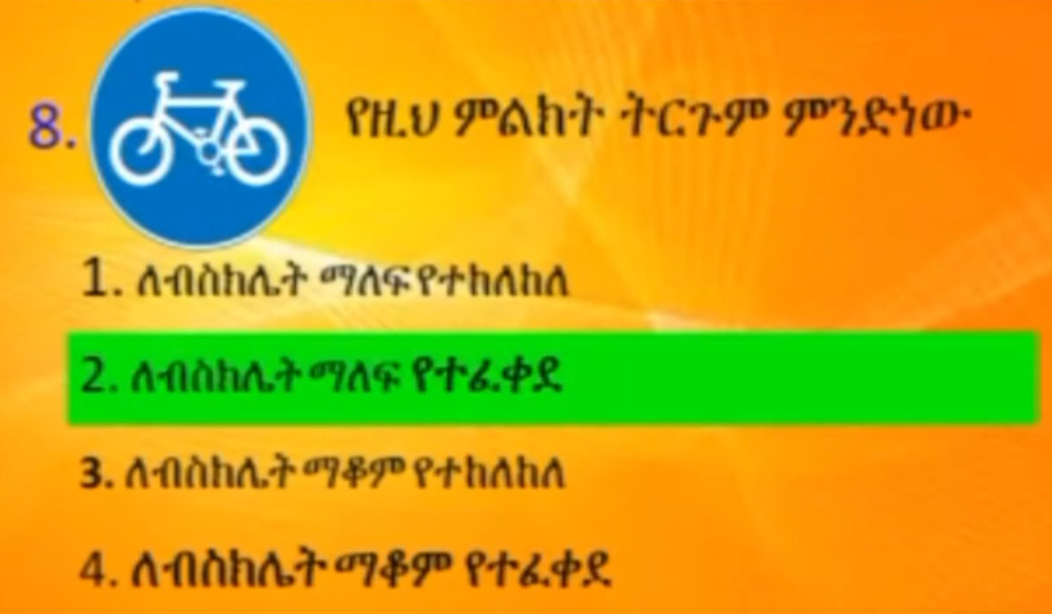 8. የዚህ ምልክት ትርጉም ምንድነው
1. ለብስክሌት ማለፍ የተከለከለ
2. ለብስክሌት ማለፍ የተፈቀደ
3. ለብስክሌት ማቆም የተከለከለ
4. ለብስክሌት ማቆም የተፈቀደ